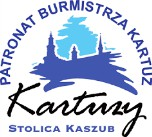 PATRONAT BURMISTRZA KARTUZ
Kartuzy
STOLICA KASZUB